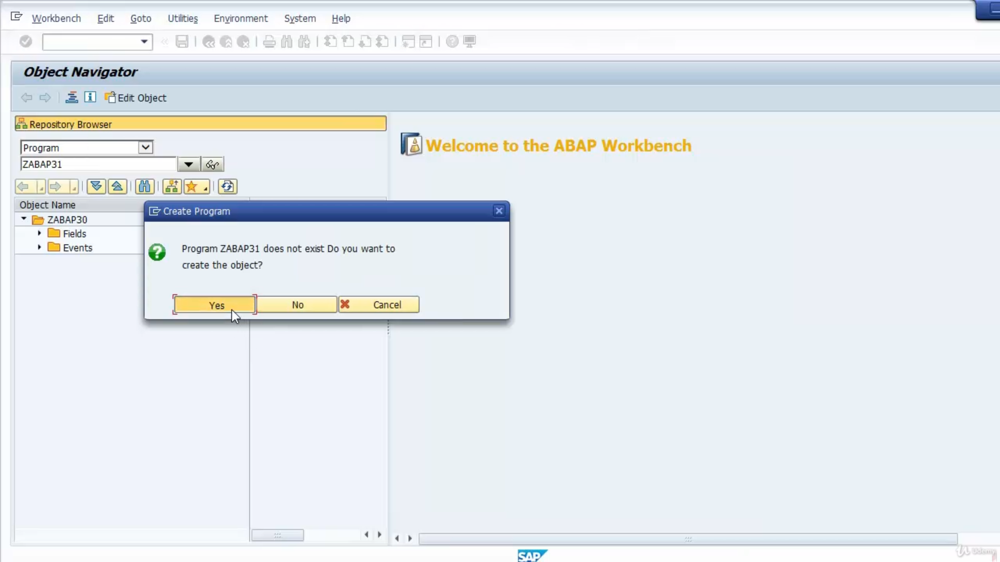 Workbench Edit Goto Utilities Environment System Help
Object Navigator
Edit Object
Repository Browser
Program
ZABAP31
Welcome to the ABAP Workbench
Object Name
ZABAP30
Fields
Events
Create Program
Program ZABAP31 does not exist Do you want to
create the object?
Yes No Cancel
SAP
Udemy